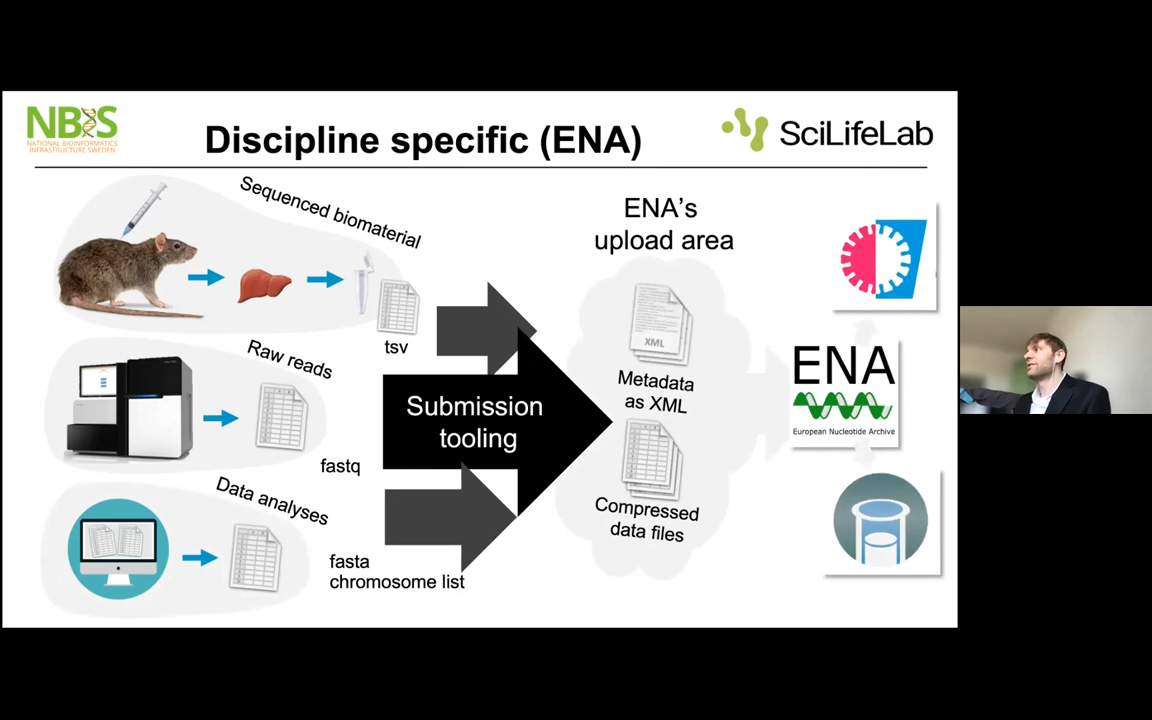 NBIS
NATIONAL BIOINFORMATICS
INFRASTRUCTURE SWEDEN
Discipline specific (ENA)
SciLifeLab
Sequenced biomaterial
tsv
Raw reads
fastq
Data analyses
fasta
chromosome list
Submission
tooling
ENA's
upload area
XML
Metadata
as XML
Compressed
data files
ENA
European Nucleotide Archive